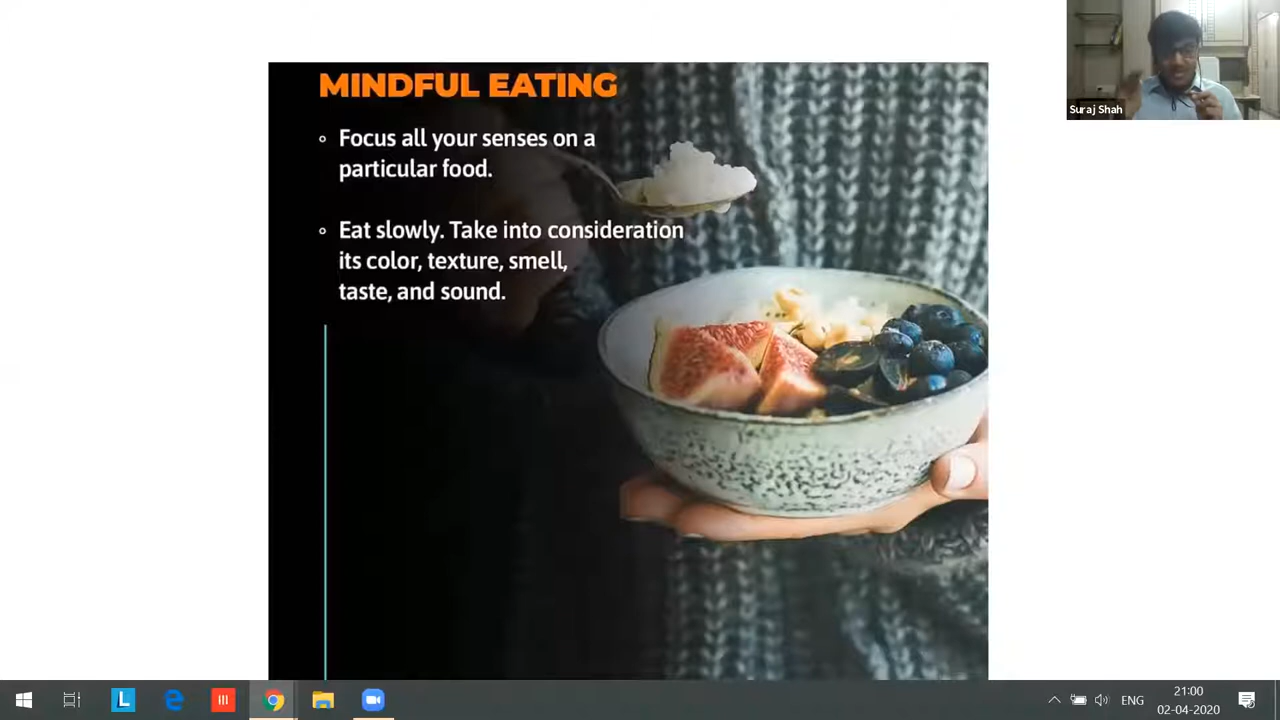 MINDFUL EATING
Focus all your senses on a
particular food.
Eat slowly. Take into consideration
its color, texture, smell,
taste, and sound.
Suraj Shah
L
ENG
21:00
02-04-2020